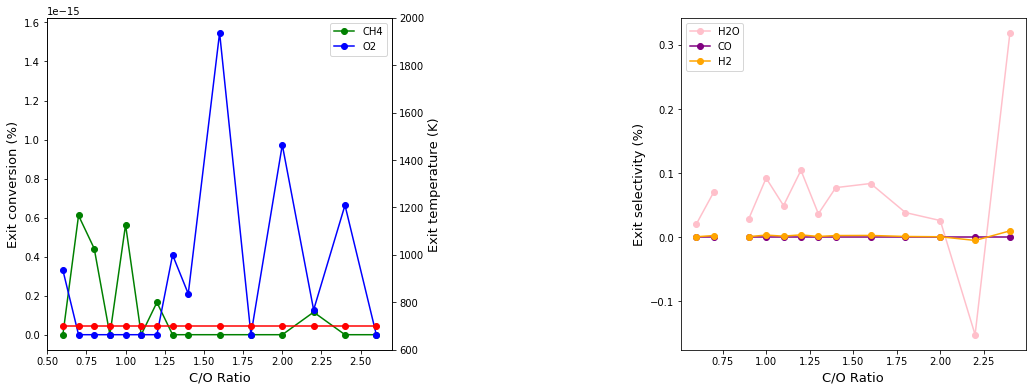 1e−15
1.6
1.4
1.2
1.0
0.8
0.6
0.4
0.2
0.0
Exit conversion (%)
0.50 0.75 1.00 1.25 1.50 1.75 2.00 2.25 2.50
C/O Ratio
CH4
O2
2000
1800
1600
1400
1200
1000
800
600
Exit temperature (K)
H2O
CO
H2
0.3
0.2
0.1
0.0
−0.1
Exit selectivity (%)
0.75 1.00 1.25 1.50 1.75 2.00 2.25
C/O Ratio